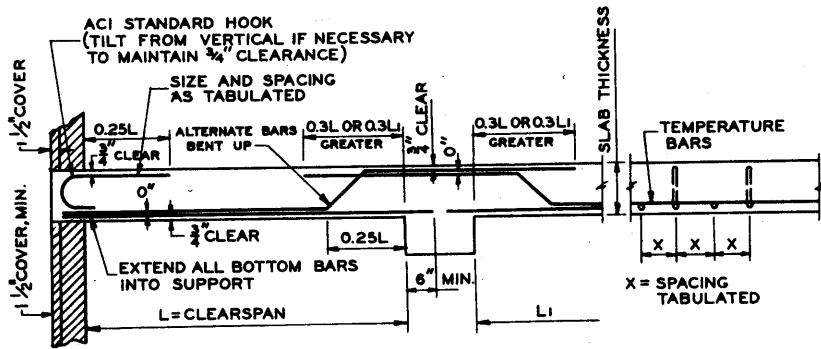 ACI STANDARD HOOK
(TILT FROM VERTICAL IF NECESSARY
TO MAINTAIN 3/4" CLEARANCE)
SIZE AND SPACING
AS TABULATED
1 1/2" COVER
0.25L
3/4" CLEAR
ALTERNATE BARS
BENT UP
0.3L OR 0.3L1
GREATER
3/4" CLEAR
0"
0.3L OR 0.3L1
GREATER
SLAB THICKNESS
TEMPERATURE
BARS
0"
3/4" CLEAR
0.25L
1 1/2" COVER, MIN.
EXTEND ALL BOTTOM BARS
INTO SUPPORT
6" MIN.
X X X
X = SPACING
TABULATED
L = CLEARSPAN
L1